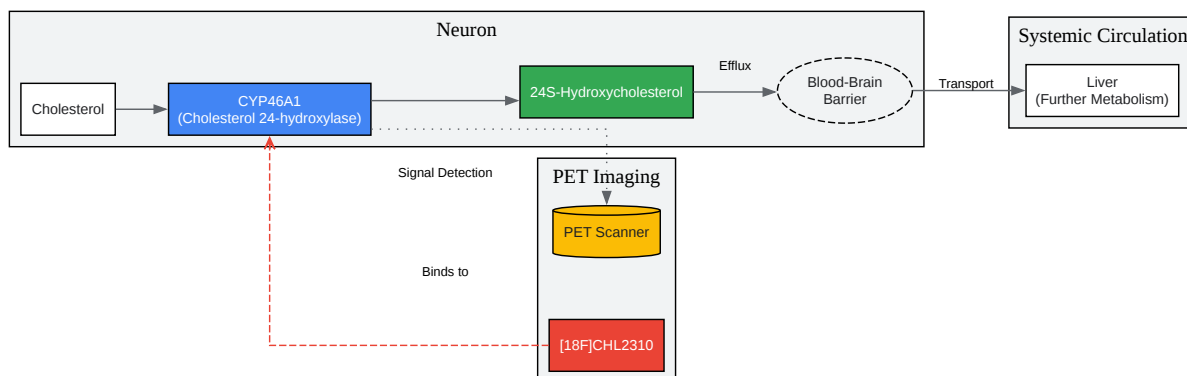 Neuron
Systemic Circulation
Cholesterol
CYP46A1
(Cholesterol 24-hydroxylase)
24S-Hydroxycholesterol
Efflux
Blood-Brain
Barrier
Transport
Liver
(Further Metabolism)
Signal Detection
PET Imaging
PET Scanner
Binds to
[18F]CHL2310